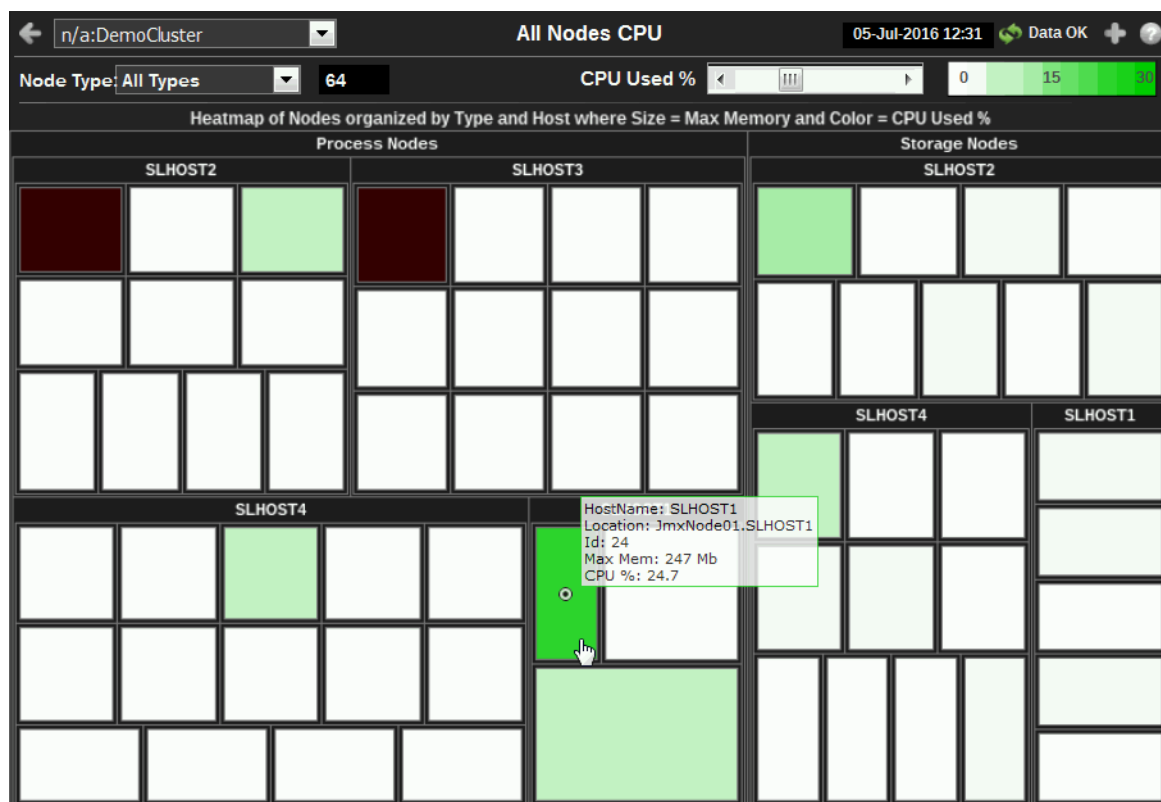 n/a:DemoCluster All Nodes CPU 05-Jul-2016 12:31 Data OK ?
Node Type: All Types 64 CPU Used % 0 15 30
Heatmap of Nodes organized by Type and Host where Size = Max Memory and Color = CPU Used %
Process Nodes Storage Nodes
SLHOST2 SLHOST3 SLHOST2
SLHOST4 SLHOST1
SLHOST4
HostName: SLHOST1
Location: JmxNode01.SLHOST1
Id: 24
Max Mem: 247 Mb
CPU %: 24.7